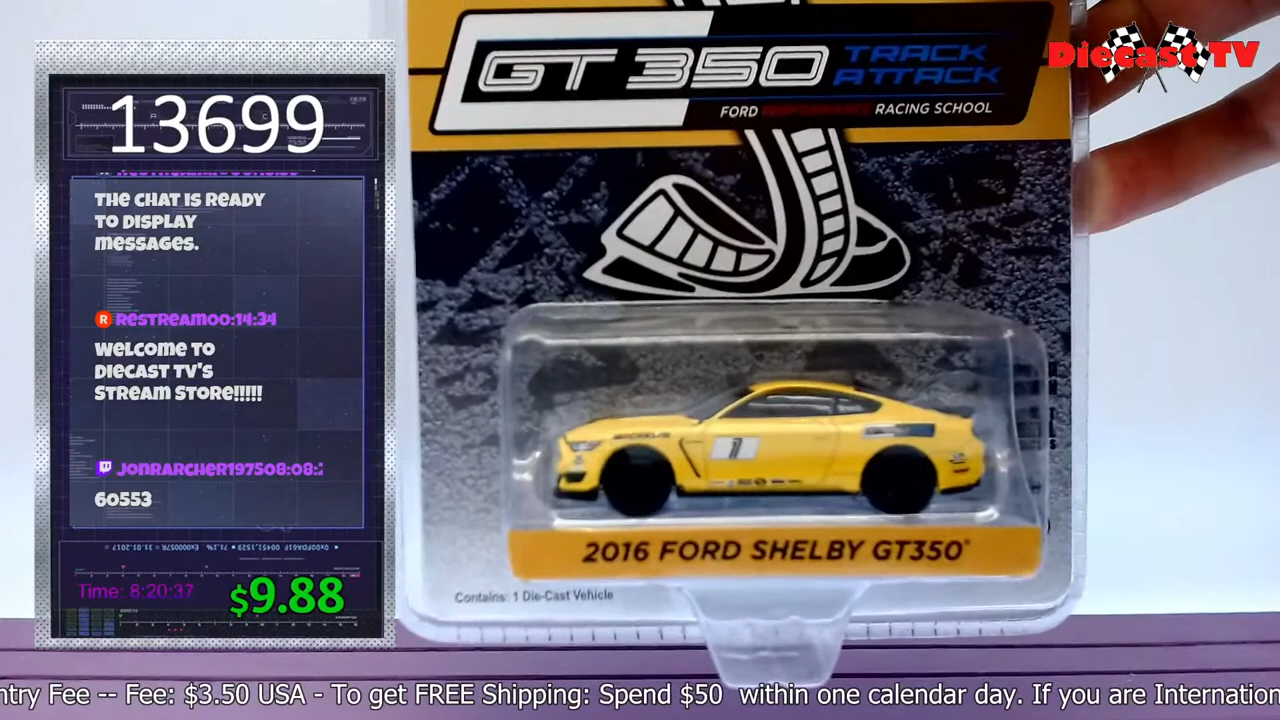 13699
THE CHAT IS READY
TO DISPLAY
MESSAGES.
RESTREAM00:14:34
WELCOME TO
DIECAST TV'S
STREAM STORE!!!!!
JONRARCHER197508:08:
60553
Time: 8:20:37
$9.88
GT 350 TRACK ATTACK
FORD PERFORMANCE RACING SCHOOL
1
2016 FORD SHELBY GT350®
Contains: 1 Die-Cast Vehicle
Diecast TV
ntry Fee -- Fee: $3.50 USA - To get FREE Shipping: Spend $50 within one calendar day. If you are Internation